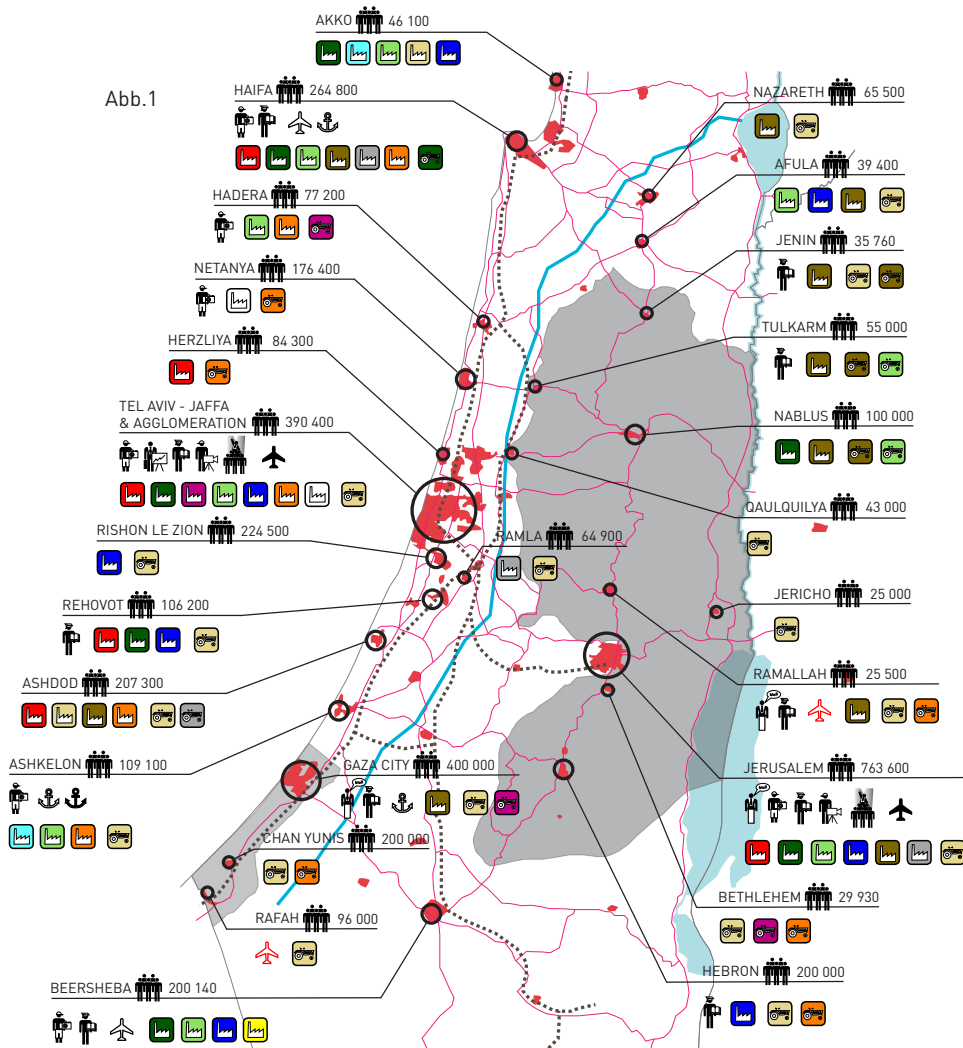 Abb.1
AKKO 46 100
HAIFA 264 800
HADERA 77 200
NETANYA 176 400
HERZLIYA 84 300
TEL AVIV - JAFFA
& AGGLOMERATION 390 400
RISHON LE ZION 224 500
REHOVOT 106 200
ASHDOD 207 300
ASHKELON 109 100
GAZA CITY 400 000
CHAN YUNIS 200 000
RAFAH 96 000
BEERSHEBA 200 140
RAMLA 64 900
NAZARETH 65 500
AFULA 39 400
JENIN 35 760
TULKARM 55 000
NABLUS 100 000
QAULQUILYA 43 000
JERICHO 25 000
RAMALLAH 25 500
JERUSALEM 763 600
BETHLEHEM 29 930
HEBRON 200 000